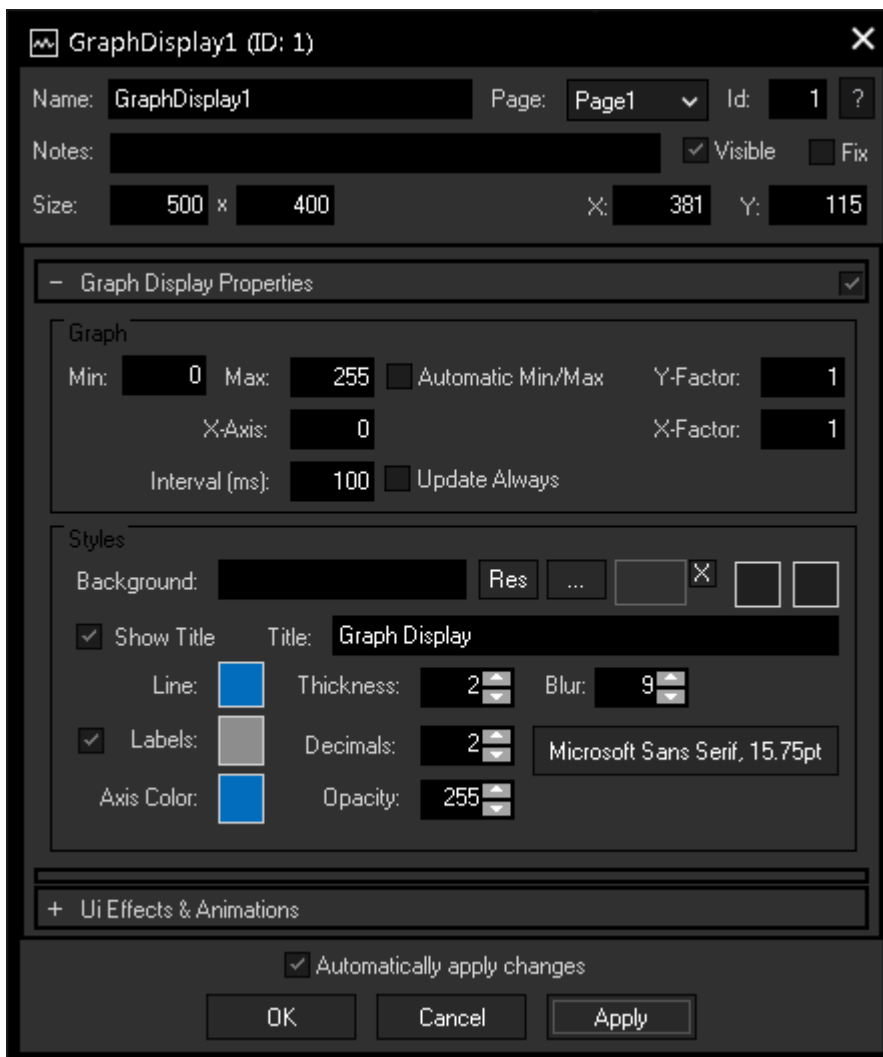 GraphDisplay1 (ID: 1)
Name: GraphDisplay1 Page: Page1 Id: 1 ?
Notes: Visible Fix
Size: 500 x 400 X: 381 Y: 115
- Graph Display Properties
Graph
Min: 0 Max: 255 Automatic Min/Max Y-Factor: 1
X-Axis: 0 X-Factor: 1
Interval (ms): 100 Update Always
Styles
Background: Res ... X
Show Title Title: Graph Display
Line: Thickness: 2 Blur: 9
Labels: Decimals: 2 Microsoft Sans Serif, 15.75pt
Axis Color: Opacity: 255
+ Ui Effects & Animations
Automatically apply changes
OK Cancel Apply